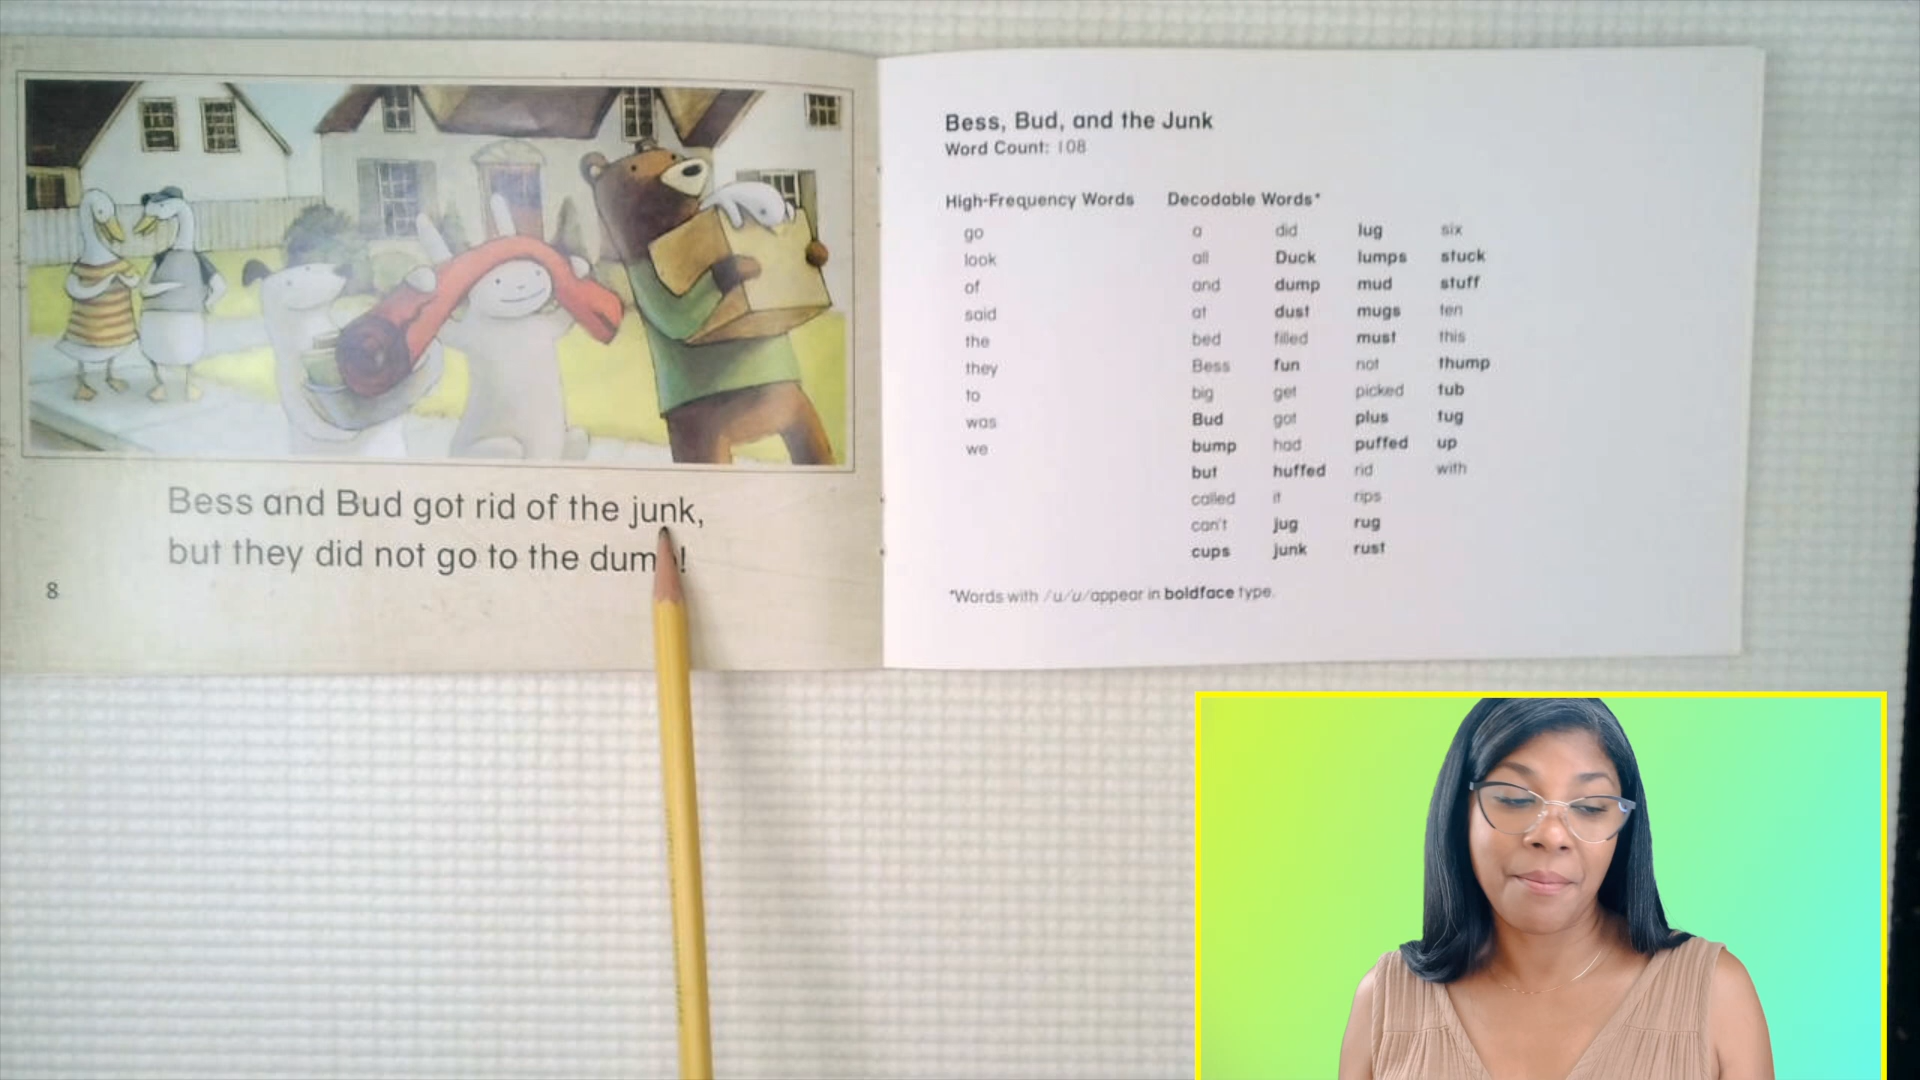 Bess and Bud got rid of the junk,
but they did not go to the dum !
8
Bess, Bud, and the Junk
Word Count: 108
High-Frequency Words
go
look
of
said
the
they
to
was
we
Decodable Words*
a did lug six
all Duck lumps stuck
and dump mud stuff
at dust mugs ten
bed filled must this
Bess fun not thump
big get picked tub
Bud got plus tug
bump had puffed up
but huffed rid with
called it rips
can't jug rug
cups junk rust
*Words with /u/u/appear in boldface type.